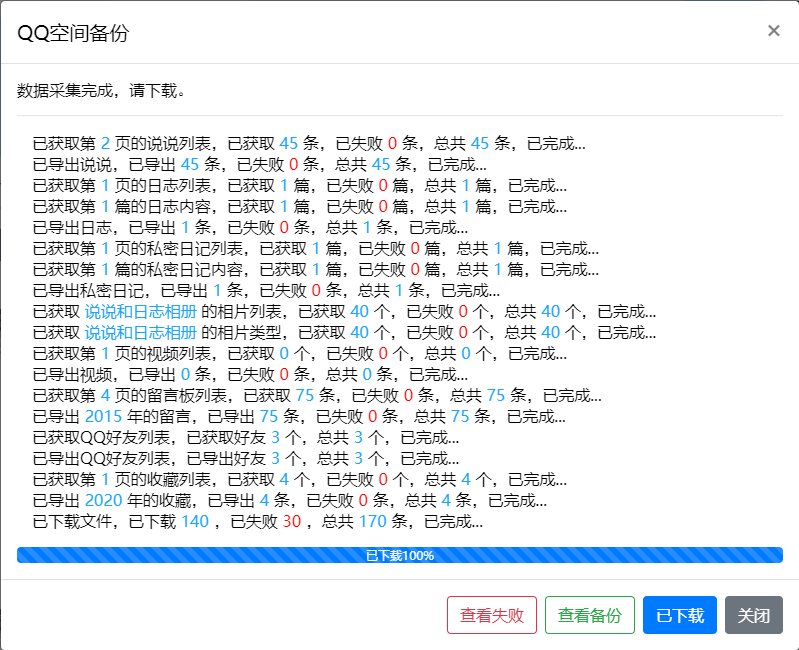 QQ空间备份
×
数据采集完成，请下载。
已获取第 2 页的说说列表，已获取 45 条，已失败 0 条，总共 45 条，已完成...
已导出说说，已导出 45 条，已失败 0 条，总共 45 条，已完成...
已获取第 1 页的日志列表，已获取 1 篇，已失败 0 篇，总共 1 篇，已完成...
已获取第 1 篇的日志内容，已获取 1 篇，已失败 0 篇，总共 1 篇，已完成...
已导出日志，已导出 1 条，已失败 0 条，总共 1 条，已完成...
已获取第 1 页的私密日记列表，已获取 1 篇，已失败 0 篇，总共 1 篇，已完成...
已获取第 1 篇的私密日记内容，已获取 1 篇，已失败 0 篇，总共 1 篇，已完成...
已导出私密日记，已导出 1 条，已失败 0 条，总共 1 条，已完成...
已获取 说说和日志相册 的相片列表，已获取 40 个，已失败 0 个，总共 40 个，已完成...
已获取 说说和日志相册 的相片类型，已获取 40 个，已失败 0 个，总共 40 个，已完成...
已获取第 1 页的视频列表，已获取 0 个，已失败 0 个，总共 0 个，已完成...
已导出视频，已导出 0 条，已失败 0 条，总共 0 条，已完成...
已获取第 4 页的留言板列表，已获取 75 条，已失败 0 条，总共 75 条，已完成...
已导出 2015 年的留言，已导出 75 条，已失败 0 条，总共 75 条，已完成...
已获取QQ好友列表，已获取好友 3 个，总共 3 个，已完成...
已导出QQ好友列表，已导出好友 3 个，总共 3 个，已完成...
已获取第 1 页的收藏列表，已获取 4 个，已失败 0 个，总共 4 个，已完成...
已导出 2020 年的收藏，已导出 4 条，已失败 0 条，总共 4 条，已完成...
已下载文件，已下载 140 ，已失败 30 ，总共 170 条，已完成...
已下载100%
查看失败 查看备份 已下载 关闭